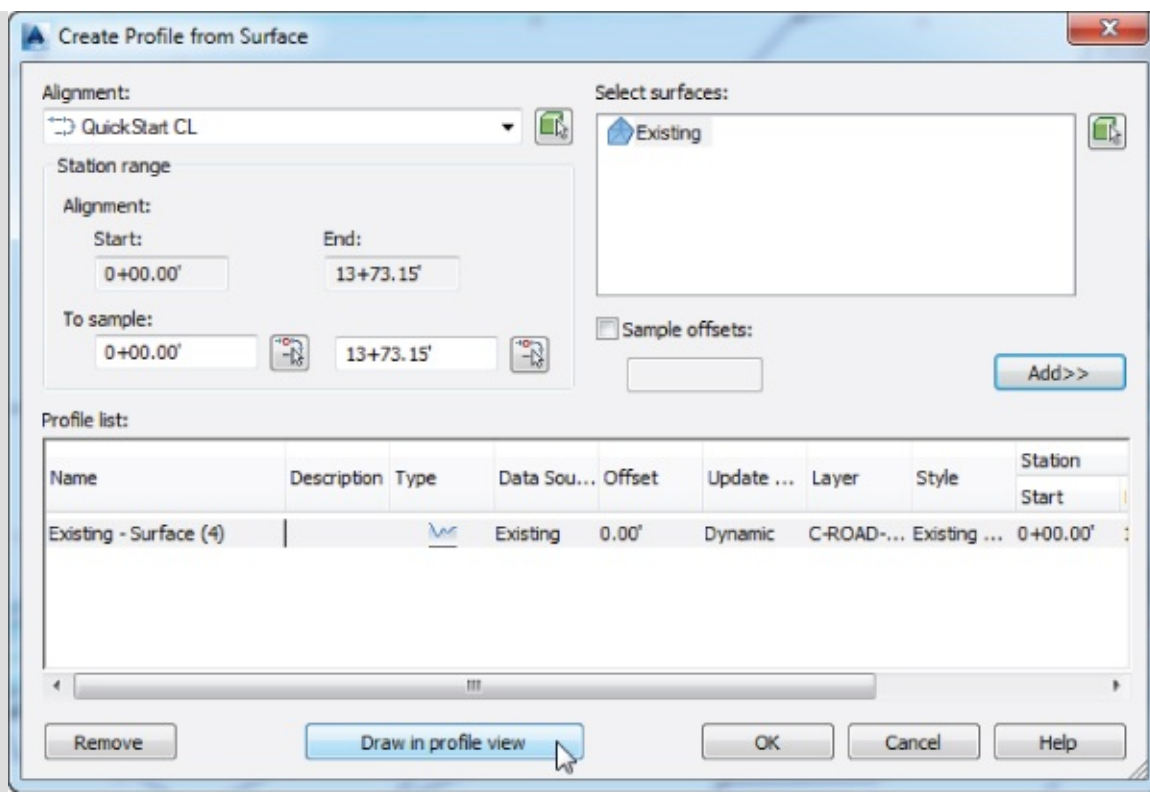 Create Profile from Surface
Alignment:
QuickStart CL
Station range
Alignment:
Start: End:
0+00.00' 13+73.15'
To sample:
0+00.00' 13+73.15'
Select surfaces:
Existing
Sample offsets:
Add>>
Profile list:
Name Description Type Data Sou... Offset Update ... Layer Style Station
Start
Existing - Surface (4) Existing 0.00' Dynamic C-ROAD-... Existing ... 0+00.00'
Remove Draw in profile view OK Cancel Help